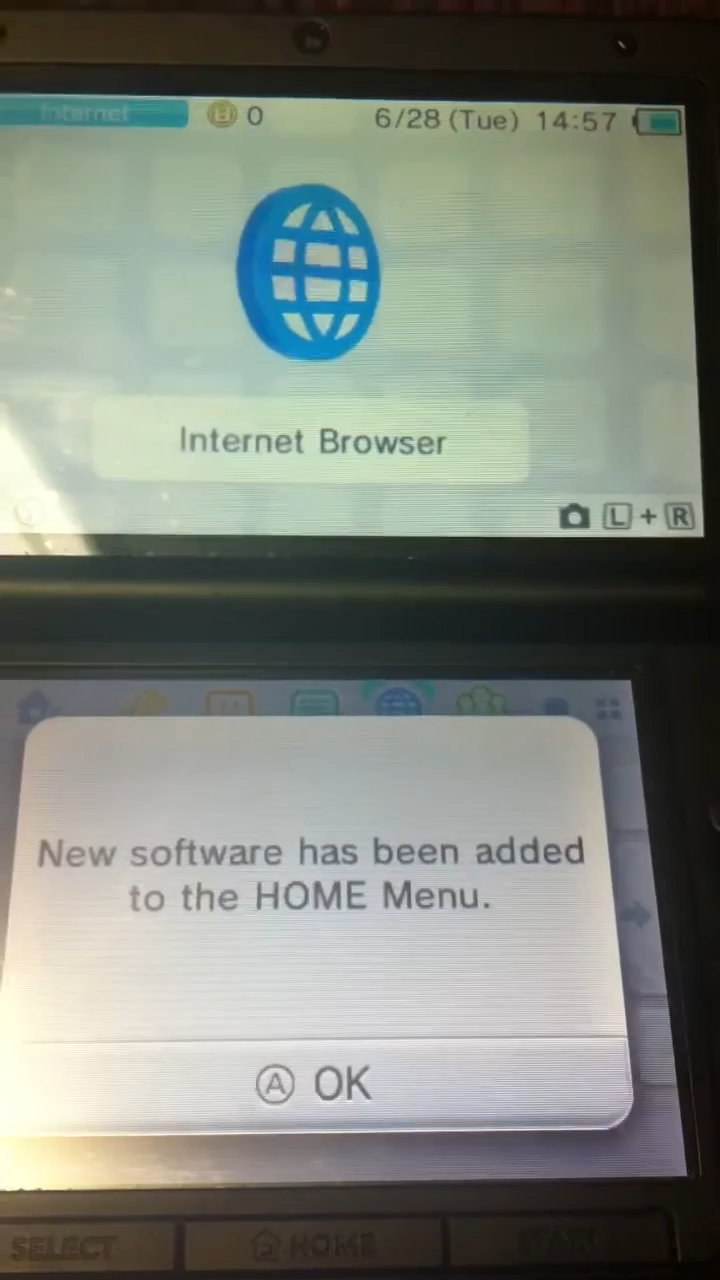 Internet
0
6/28 (Tue) 14:57
Internet Browser
L + R
New software has been added
to the HOME Menu.
A OK
SELECT
HOME
START